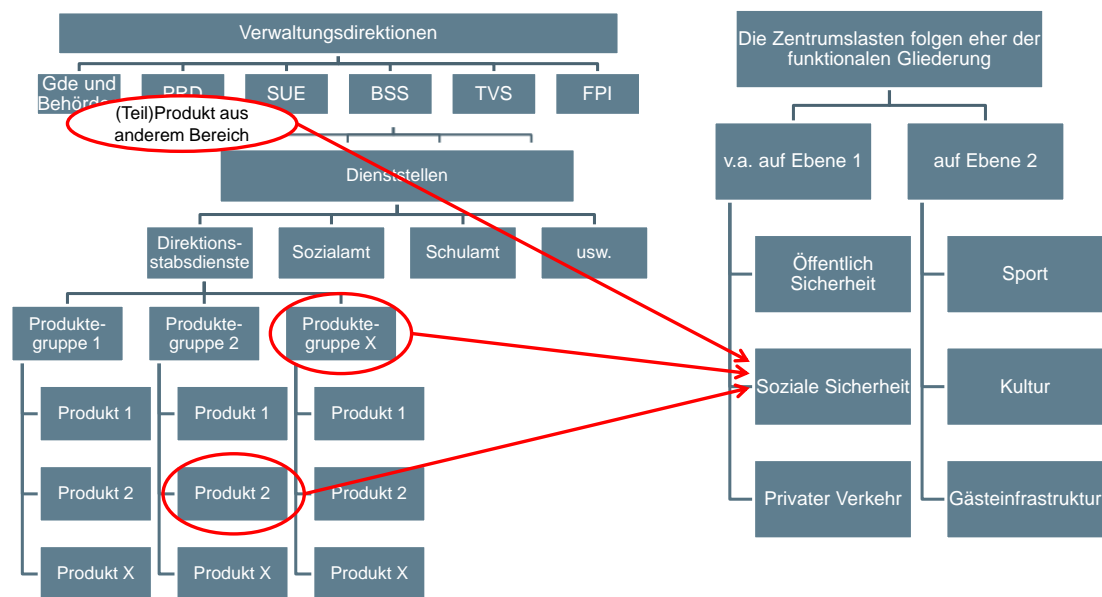 Verwaltungsdirektionen
Die Zentrumslasten folgen eher der
funktionalen Gliederung
Gde und
SUE
BSS
TVS
FPI
(Teil)Produkt aus
anderem Bereich
v.a. auf Ebene 1
auf Ebene 2
Dienststellen
Direktions-
stabsdienste
Sozialamt
Schulamt
usw.
Öffentlich
Sicherheit
Sport
Produkte-
gruppe 1
Produkte-
gruppe 2
Produkte-
gruppe X
Soziale Sicherheit
Kultur
Produkt 1
Produkt 1
Produkt 1
Produkt 2
Produkt 2
Produkt 2
Privater Verkehr
Gästeinfrastruktur
Produkt X
Produkt X
Produkt X